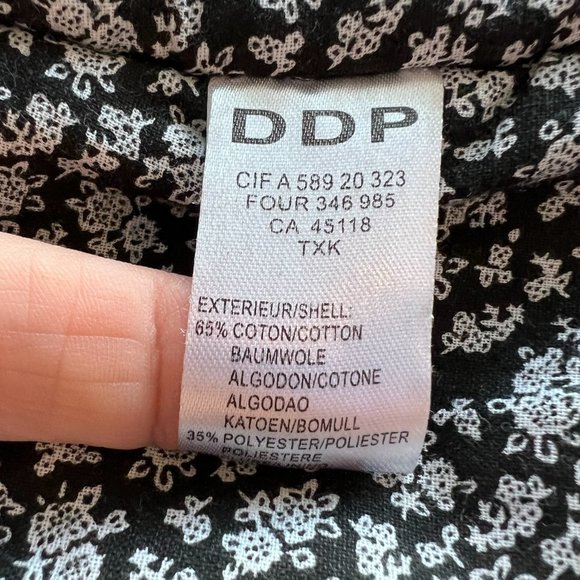 DDP
CIF A 589 20 323
FOUR 346 985
CA 45118
TXK
EXTERIEUR/SHELL:
65% COTON/COTTON
BAUMWOLE
ALGODON/COTONE
ALGODAO
KATOEN/BOMULL
35% POLYESTER/POLIESTER
POLIESTERE